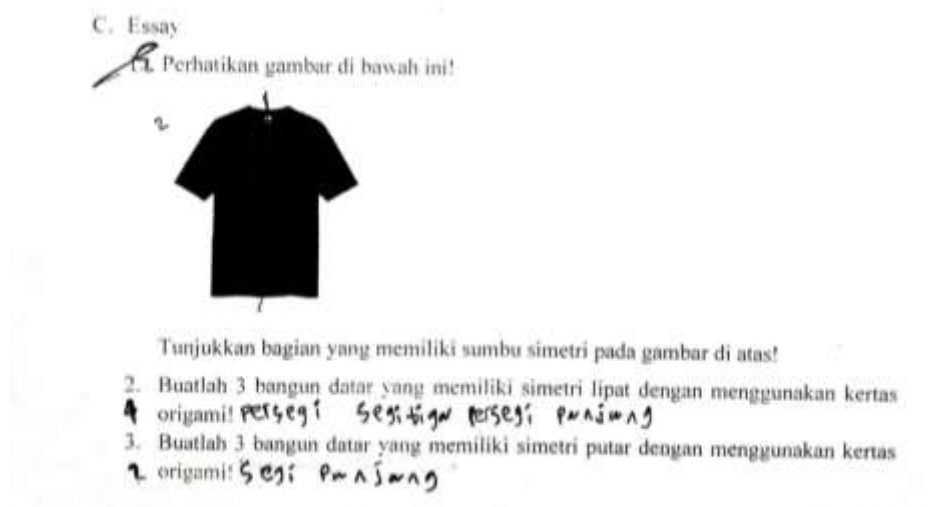 C. Essay
1. Perhatikan gambar di bawah ini!
2
Tunjukkan bagian yang memiliki sumbu simetri pada gambar di atas!
2. Buatlah 3 bangun datar yang memiliki simetri lipat dengan menggunakan kertas
4 origami! Persegi segitiga persegi panjang
3. Buatlah 3 bangun datar yang memiliki simetri putar dengan menggunakan kertas
2 origami! Segi panjang